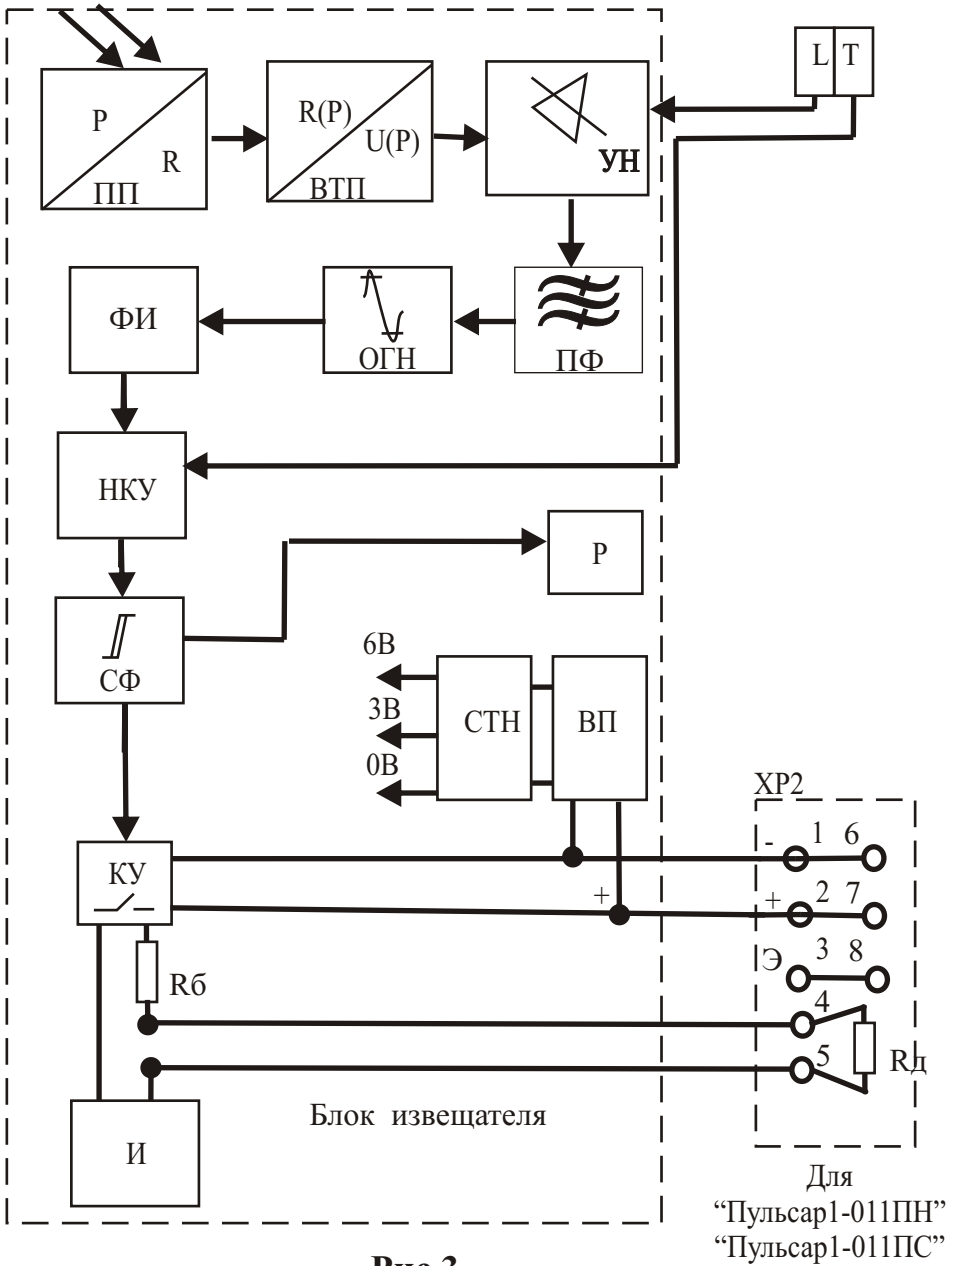 L T
P
R
ПП
R(P)
U(P)
ВТП
УН
ФИ
ОГН
ПФ
НКУ
P
СФ
6В
3В
0В
СТН
ВП
ХР2
КУ
- 1 6
+
+ 2 7
Э 3 8
Rб
4
5
Rд
И
Блок извещателя
Для
“Пульсар1-011ПН”
“Пульсар1-011ПС”
Рис 3